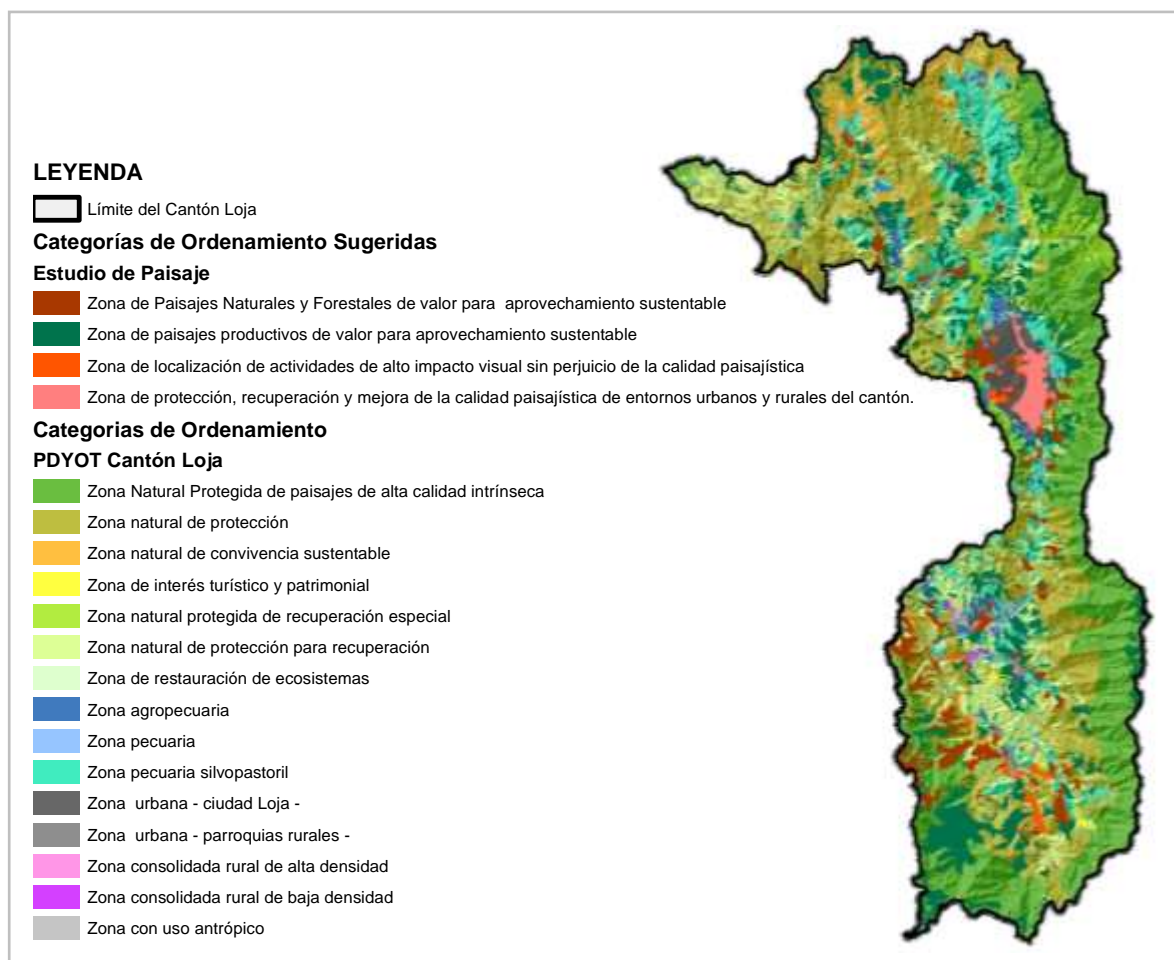 LEYENDA
Límite del Cantón Loja
Categorías de Ordenamiento Sugeridas
Estudio de Paisaje
Zona de Paisajes Naturales y Forestales de valor para aprovechamiento sustentable
Zona de paisajes productivos de valor para aprovechamiento sustentable
Zona de localización de actividades de alto impacto visual sin perjuicio de la calidad paisajística
Zona de protección, recuperación y mejora de la calidad paisajística de entornos urbanos y rurales del cantón.
Categorias de Ordenamiento
PDYOT Cantón Loja
Zona Natural Protegida de paisajes de alta calidad intrínseca
Zona natural de protección
Zona natural de convivencia sustentable
Zona de interés turístico y patrimonial
Zona natural protegida de recuperación especial
Zona natural de protección para recuperación
Zona de restauración de ecosistemas
Zona agropecuaria
Zona pecuaria
Zona pecuaria silvopastoril
Zona urbana - ciudad Loja -
Zona urbana - parroquias rurales -
Zona consolidada rural de alta densidad
Zona consolidada rural de baja densidad
Zona con uso antrópico